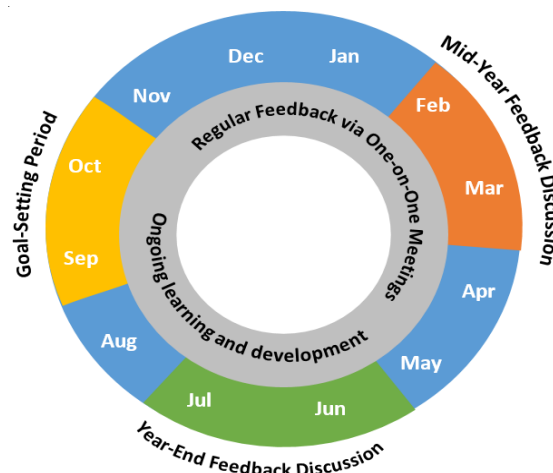 Dec
Jan
Nov
Feb
Mid-Year Feedback Discussion
Regular Feedback via One-on-One Meetings
Goal-Setting Period
Oct
Mar
Sep
Ongoing learning and development
Apr
Aug
May
Jul
Jun
Year-End Feedback Discussion